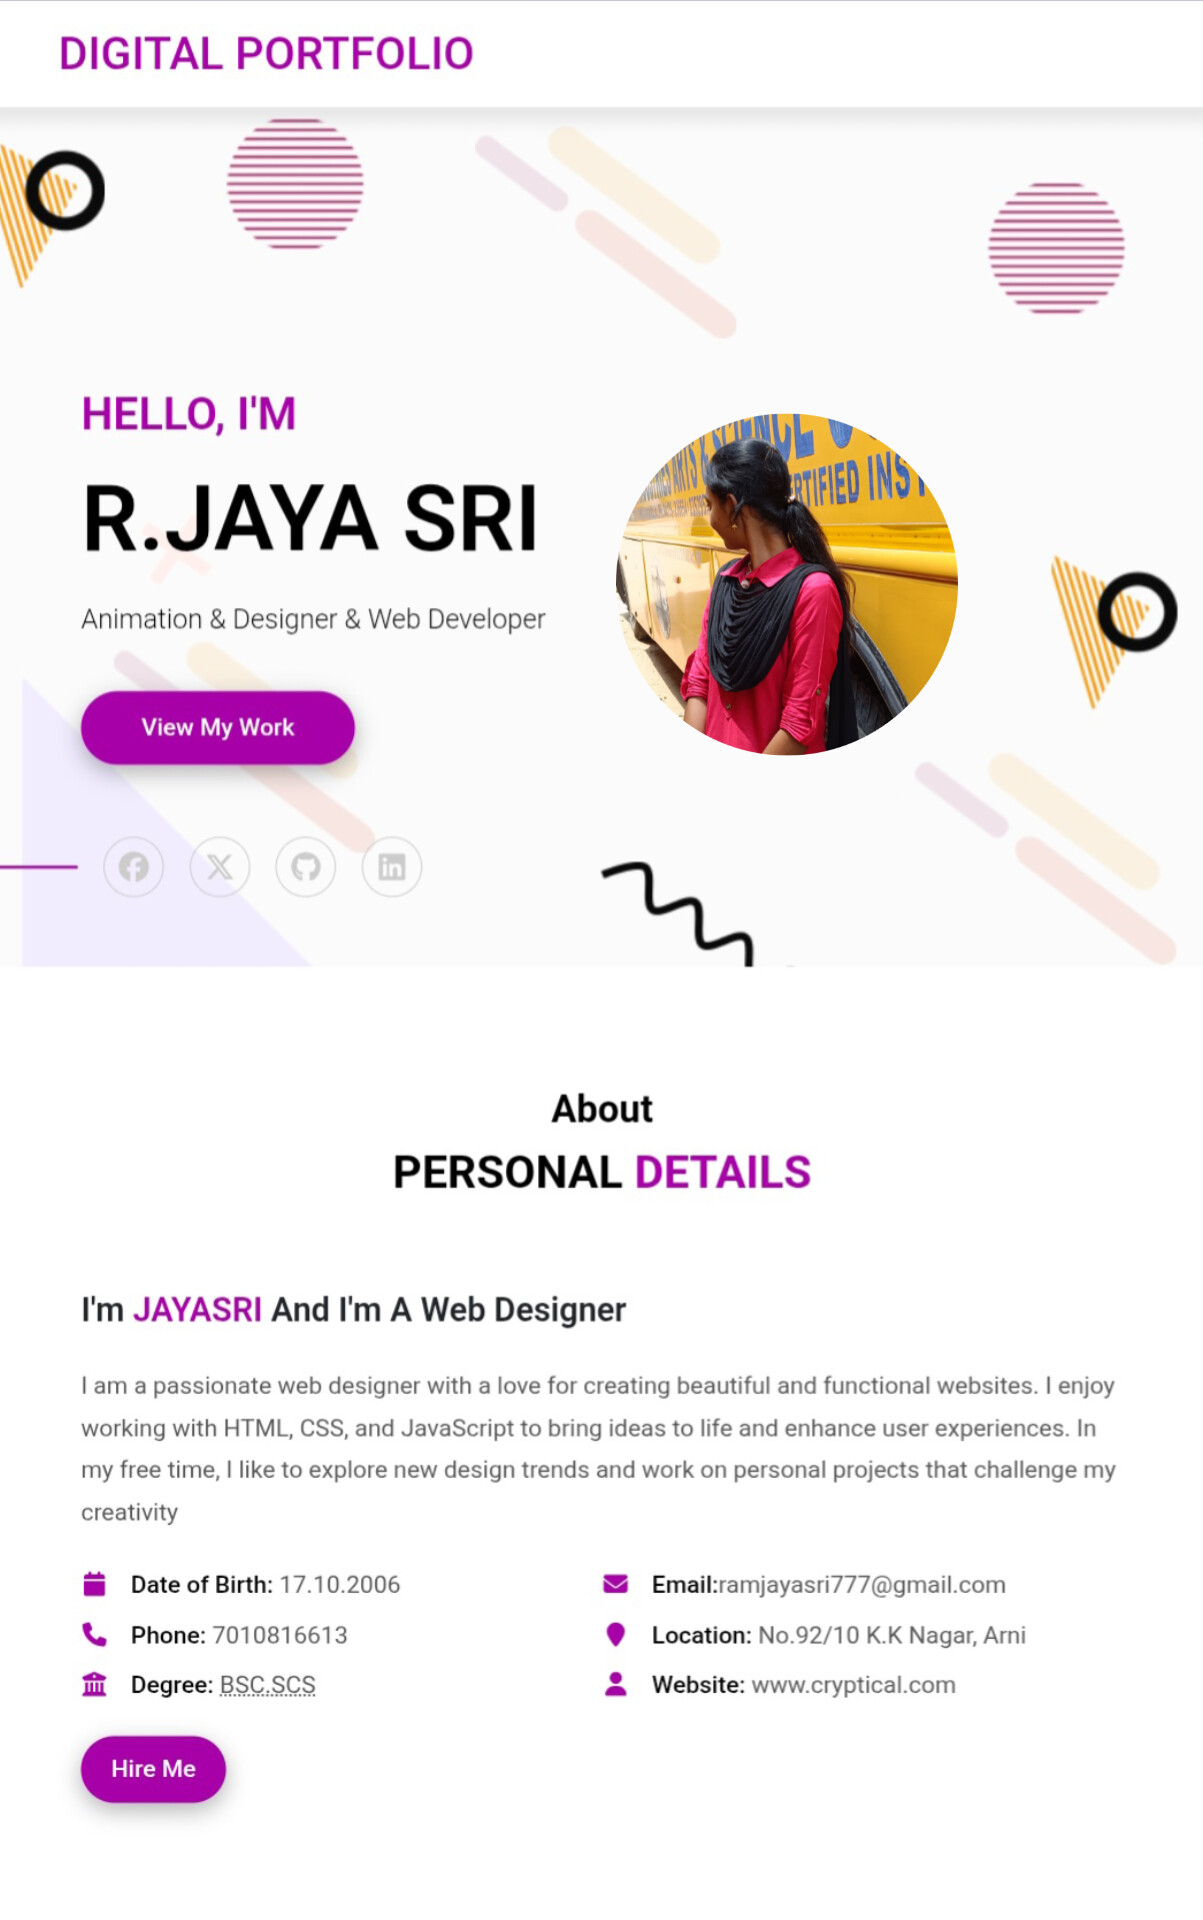 DIGITAL PORTFOLIO
HELLO, I'M
R.JAYA SRI
Animation & Designer & Web Developer
View My Work
ARTS & SCIENCE
RTIFIED INST
About
PERSONAL DETAILS
I'm JAYASRI And I'm A Web Designer
I am a passionate web designer with a love for creating beautiful and functional websites. I enjoy
working with HTML, CSS, and JavaScript to bring ideas to life and enhance user experiences. In
my free time, I like to explore new design trends and work on personal projects that challenge my
creativity
Date of Birth: 17.10.2006
Email:ramjayasri777@gmail.com
Phone: 7010816613
Location: No.92/10 K.K Nagar, Arni
Degree: BSC.SCS
Website: www.cryptical.com
Hire Me